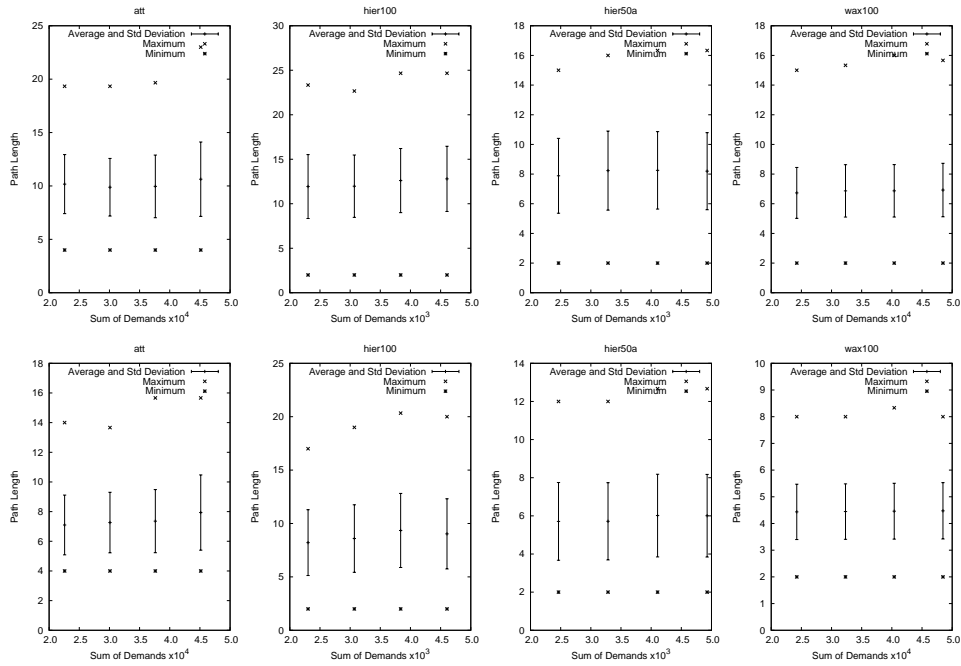 att
Path Length
25
20
15
10
5
0
Average and Std Deviation
Maximum
Minimum
2.0 2.5 3.0 3.5 4.0 4.5 5.0
Sum of Demands x10^4
hier100
Path Length
30
25
20
15
10
5
0
Average and Std Deviation
Maximum
Minimum
2.0 2.5 3.0 3.5 4.0 4.5 5.0
Sum of Demands x10^3
hier50a
Path Length
18
16
14
12
10
8
6
4
2
0
Average and Std Deviation
Maximum
Minimum
2.0 2.5 3.0 3.5 4.0 4.5 5.0
Sum of Demands x10^3
wax100
Path Length
18
16
14
12
10
8
6
4
2
0
Average and Std Deviation
Maximum
Minimum
2.0 2.5 3.0 3.5 4.0 4.5 5.0
Sum of Demands x10^4
att
Path Length
18
16
14
12
10
8
6
4
2
0
Average and Std Deviation
Maximum
Minimum
2.0 2.5 3.0 3.5 4.0 4.5 5.0
Sum of Demands x10^4
hier100
Path Length
25
20
15
10
5
0
Average and Std Deviation
Maximum
Minimum
2.0 2.5 3.0 3.5 4.0 4.5 5.0
Sum of Demands x10^3
hier50a
Path Length
14
12
10
8
6
4
2
0
Average and Std Deviation
Maximum
Minimum
2.0 2.5 3.0 3.5 4.0 4.5 5.0
Sum of Demands x10^3
wax100
Path Length
10
9
8
7
6
5
4
3
2
1
0
Average and Std Deviation
Maximum
Minimum
2.0 2.5 3.0 3.5 4.0 4.5 5.0
Sum of Demands x10^4